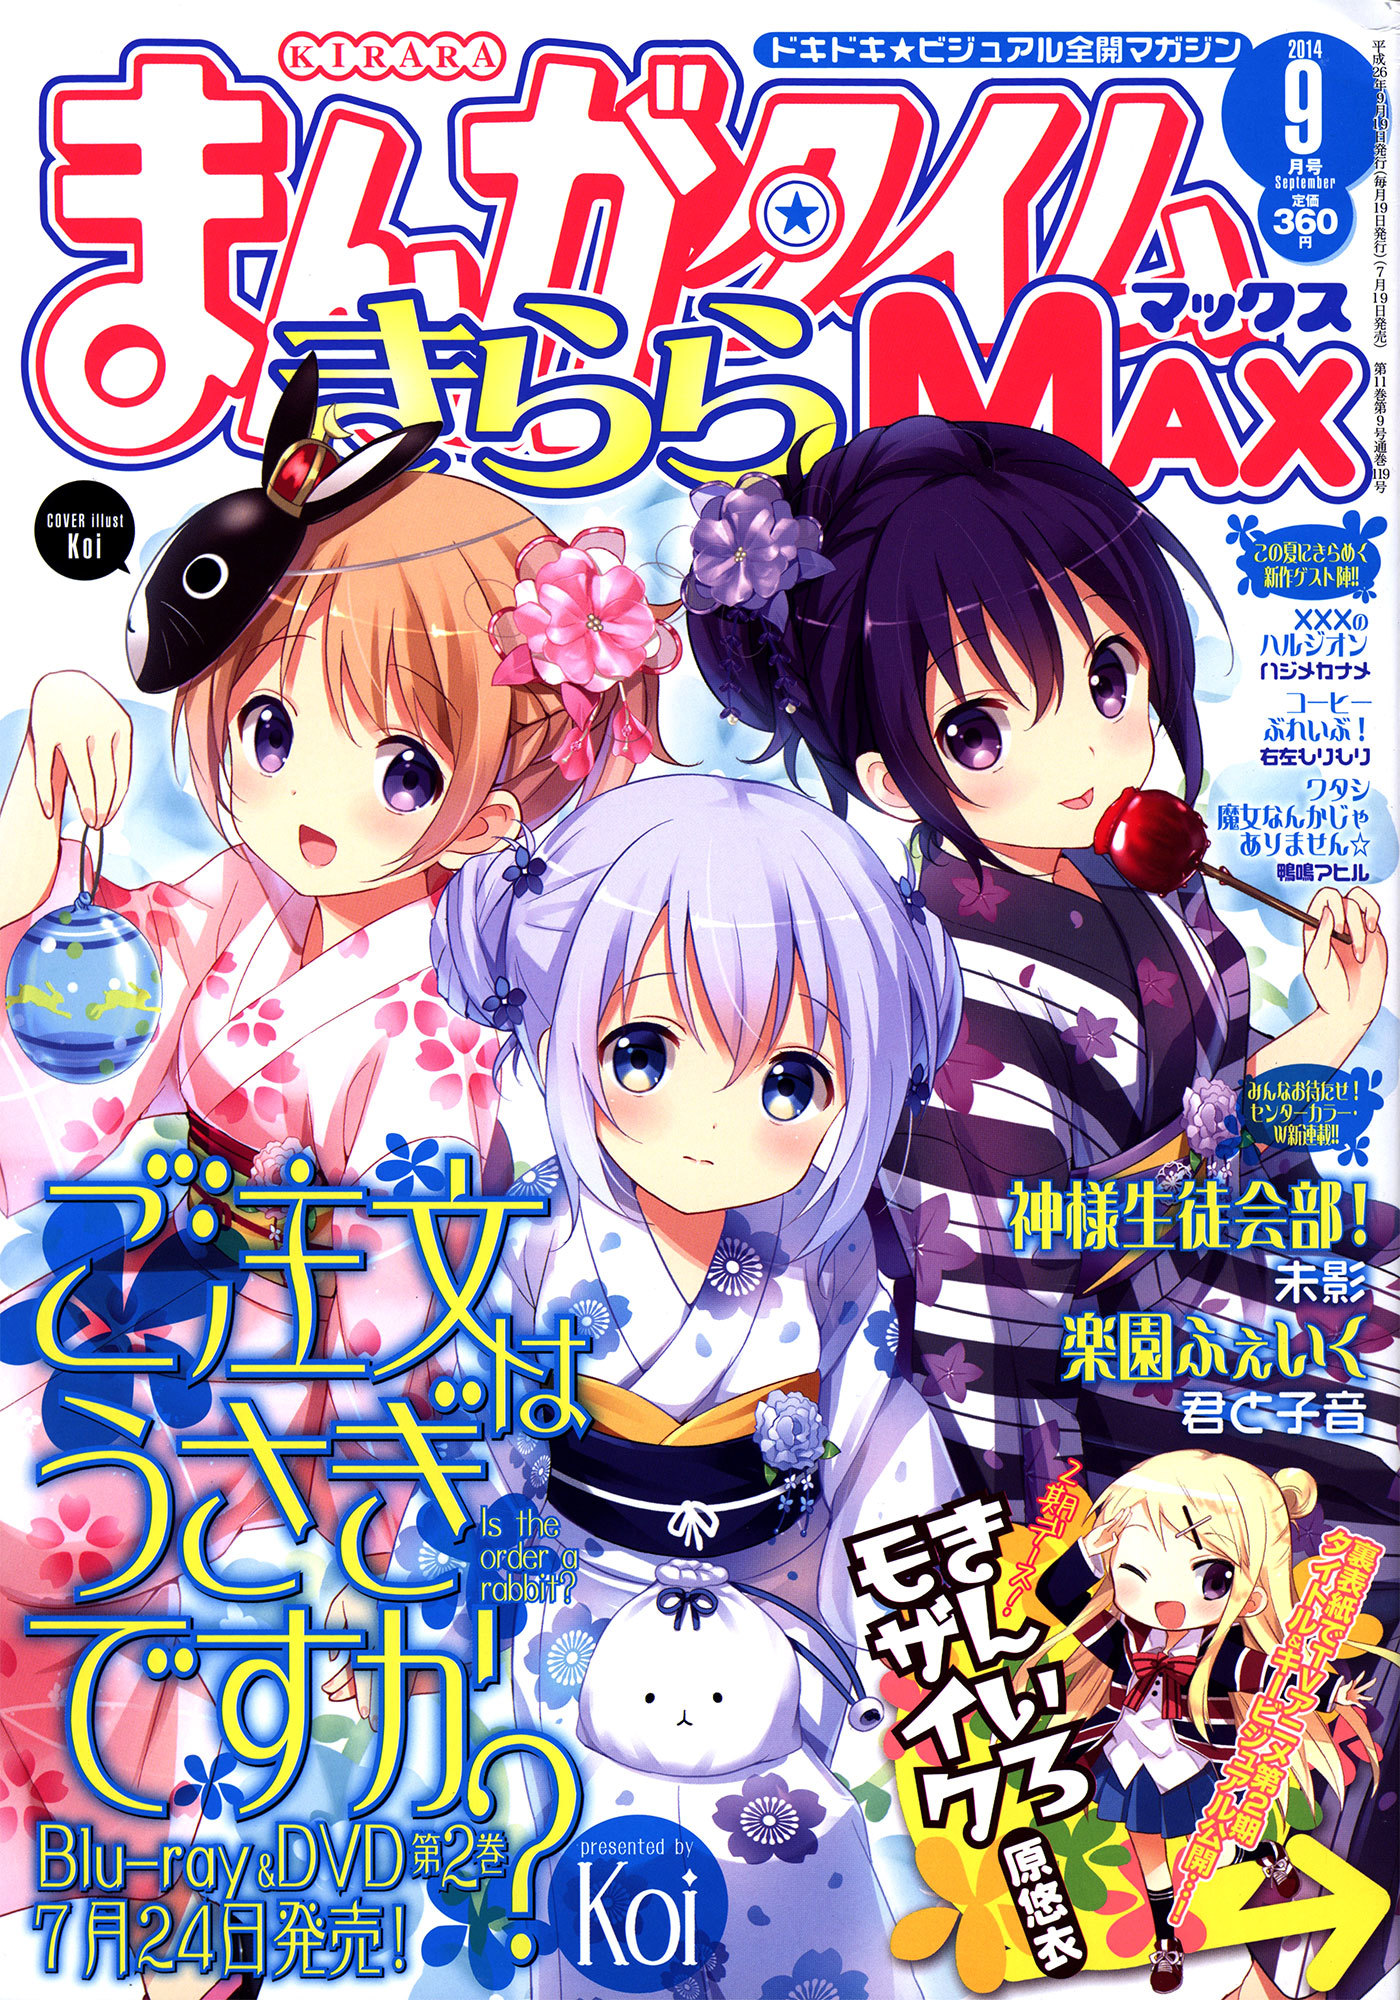 KIRARA
ドキドキ★ビジュアル全開マガジン
まんがタイム
きらら
MAX
マックス
2014
9
月号
September
定価
360
円
平成26年9月19日発行(毎月19日発行)(7月19日発売) 第11巻第9号通巻119号
COVER illust
Koi
この夏にきらめく
新作ゲスト陣!!
XXXの
ハルジオン
ハジメカナメ
コーヒー
ぶれいぶ!
右左もりもり
ワタシ
魔女なんかじゃ
ありません☆
鴨鳴アヒル
みんなお待たせ!
センターカラー・
W新連載!!
神様生徒会部!
未影
楽園ふぇいく
君と子音
ご注文は
うさぎ
ですか?
Is the
order a
rabbit?
Blu-ray&DVD第2巻
7月24日発売!
presented by
Koi
2期デース!
きんいろ
モザイク
原悠衣
裏表紙でTVアニメ第2期
タイトル&キービジュアル公開…!